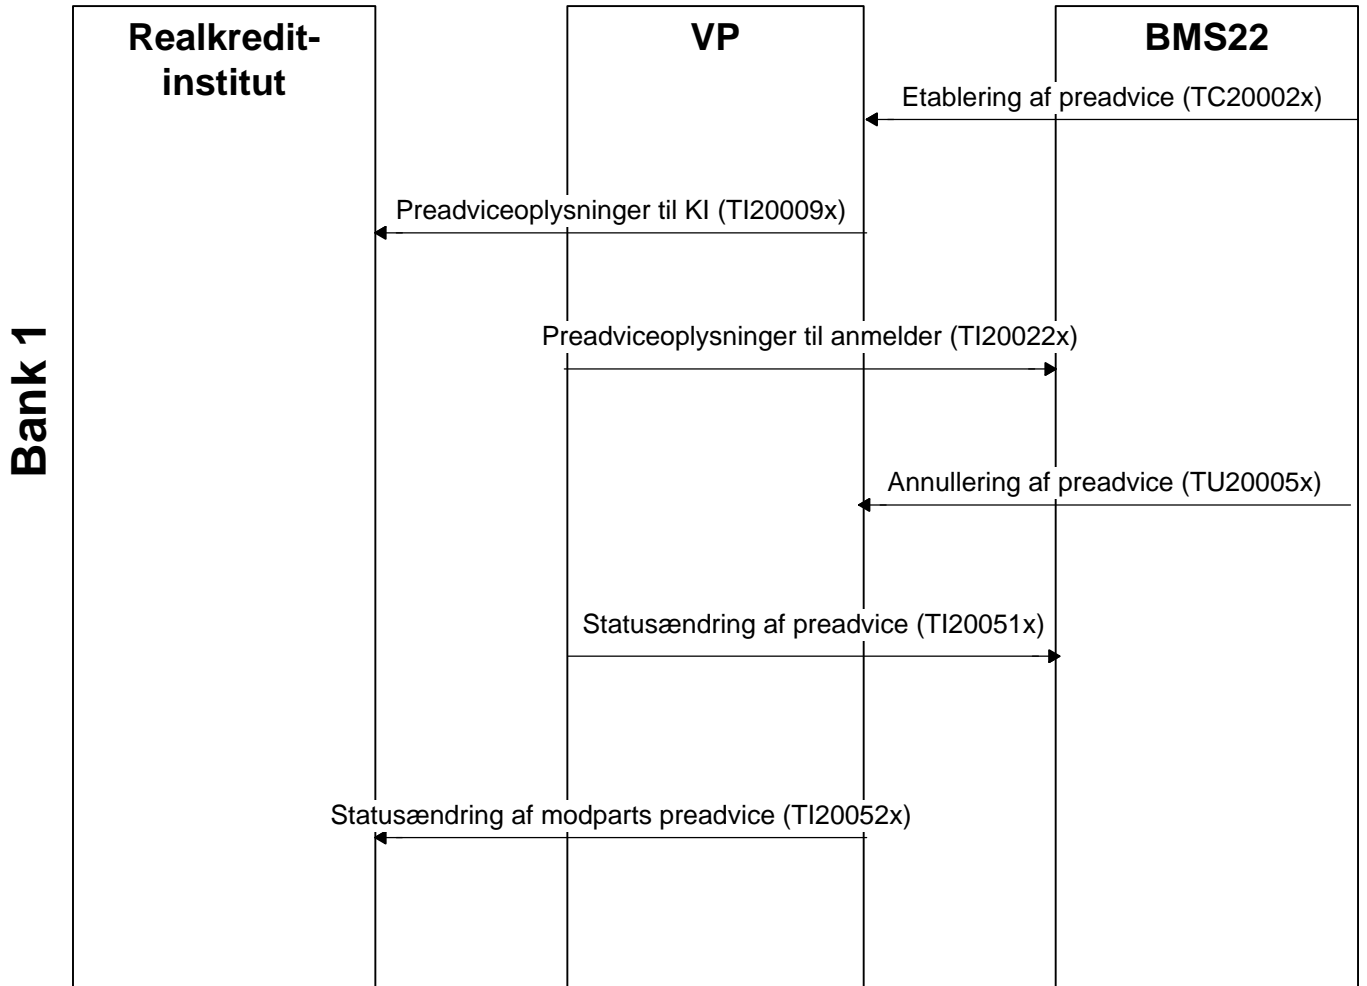 Realkredit-
institut
VP
BMS22
Etablering af preadvice (TC20002x)
Preadviceoplysninger til KI (TI20009x)
Preadviceoplysninger til anmelder (TI20022x)
Bank 1
Annullering af preadvice (TU20005x)
Statusændring af preadvice (TI20051x)
Statusændring af modparts preadvice (TI20052x)